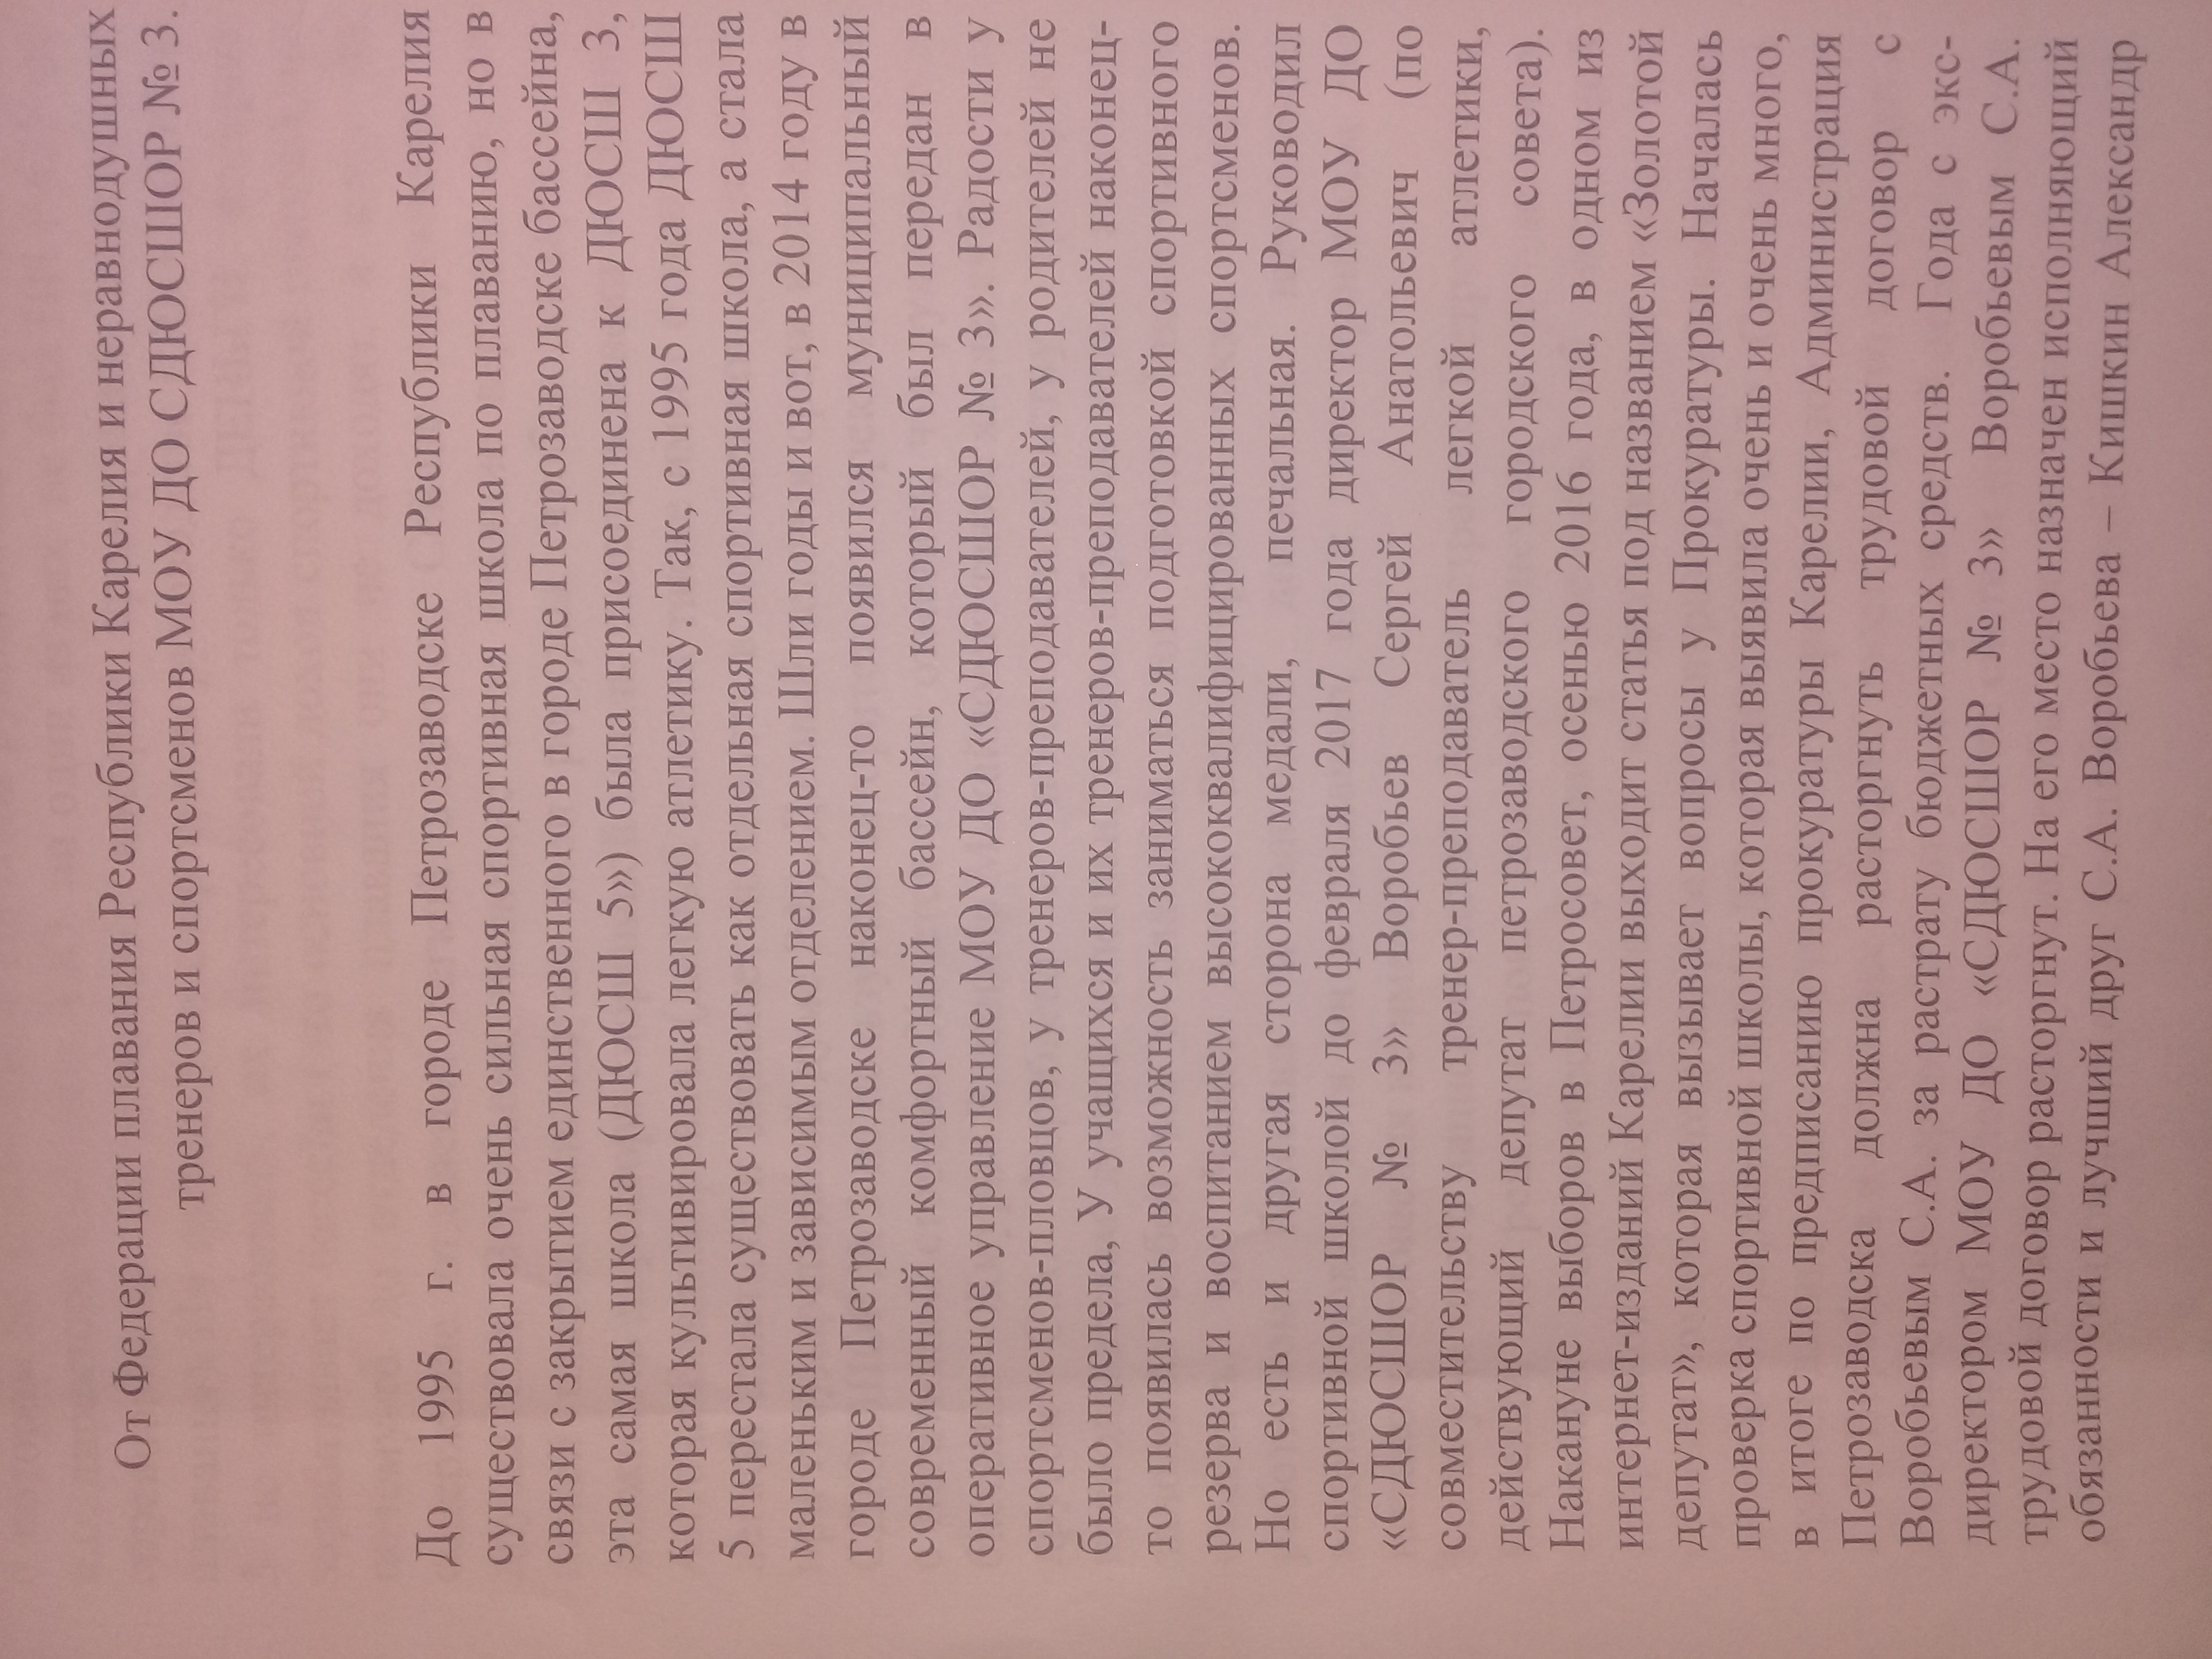 От Федерации плавания Республики Карелия и неравнодушных
тренеров и спортсменов МОУ ДО СДЮСШОР № 3.
До 1995 г. в городе Петрозаводске Республики Карелия
существовала очень сильная спортивная школа по плаванию, но в
связи с закрытием единственного в городе Петрозаводске бассейна,
эта самая школа (ДЮСШ 5») была присоединена к ДЮСШ 3,
которая культивировала легкую атлетику. Так, с 1995 года ДЮСШ
5 перестала существовать как отдельная спортивная школа, а стала
маленьким и зависимым отделением. Шли годы и вот, в 2014 году в
городе Петрозаводске наконец-то появился муниципальный
современный комфортный бассейн, который был передан в
оперативное управление МОУ ДО «СДЮСШОР № 3». Радости у
спортсменов-пловцов, у тренеров-преподавателей, у родителей не
было предела, У учащихся и их тренеров-преподавателей наконец-
то появилась возможность заниматься подготовкой спортивного
резерва и воспитанием высококвалифицированных спортсменов.
Но есть и другая сторона медали, печальная. Руководил
спортивной школой до февраля 2017 года директор МОУ ДО
«СДЮСШОР № 3» Воробьев Сергей Анатольевич (по
совместительству тренер-преподаватель легкой атлетики,
действующий депутат петрозаводского городского совета).
Накануне выборов в Петросовет, осенью 2016 года, в одном из
интернет-изданий Карелии выходит статья под названием «Золотой
депутат», которая вызывает вопросы у Прокуратуры. Началась
проверка спортивной школы, которая выявила очень и очень много,
в итоге по предписанию прокуратуры Карелии, Администрация
Петрозаводска должна расторгнуть трудовой договор с
Воробьевым С.А. за растрату бюджетных средств. Года с экс-
директором МОУ ДО «СДЮСШОР № 3» Воробьевым С.А.
трудовой договор расторгнут. На его место назначен исполняющий
обязанности и лучший друг С.А. Воробьева – Кишкин Александр